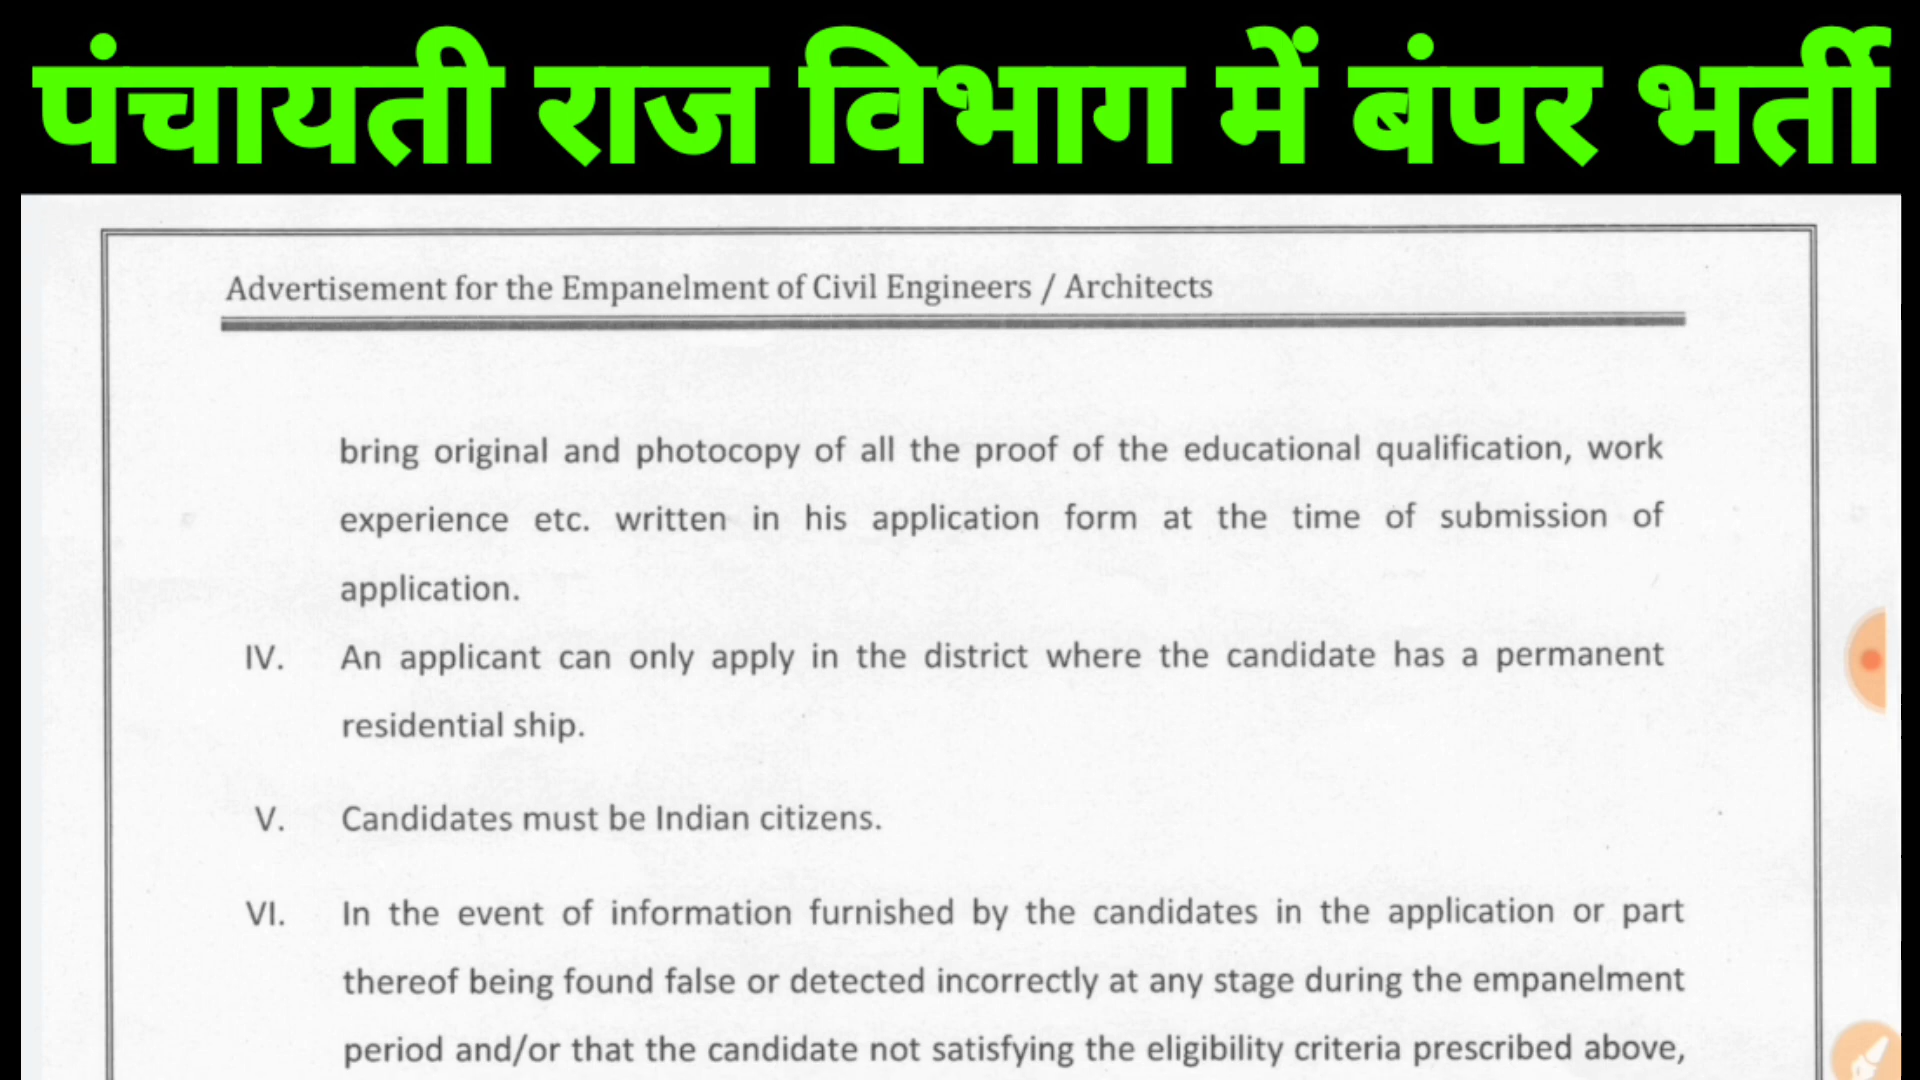 पंचायती राज विभाग में बंपर भर्ती
Advertisement for the Empanelment of Civil Engineers / Architects
bring original and photocopy of all the proof of the educational qualification, work
experience etc. written in his application form at the time of submission of
application.
IV. An applicant can only apply in the district where the candidate has a permanent
residential ship.
V. Candidates must be Indian citizens.
VI. In the event of information furnished by the candidates in the application or part
thereof being found false or detected incorrectly at any stage during the empanelment
period and/or that the candidate not satisfying the eligibility criteria prescribed above,